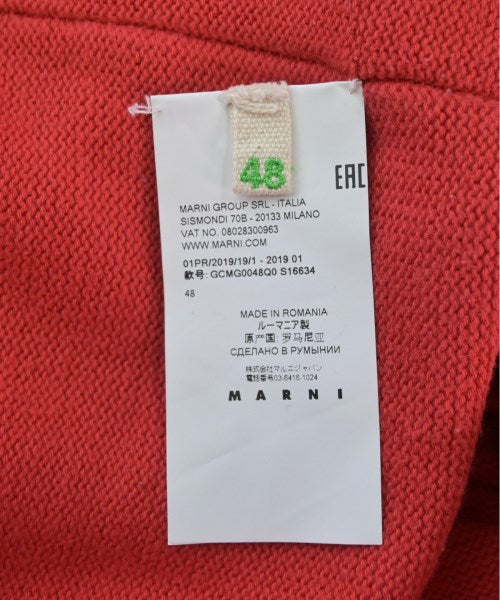 48
EAC
MARNI GROUP SRL - ITALIA
SISMONDI 70B - 20133 MILANO
VAT NO. 08028300963
WWW.MARNI.COM
01PR/2019/19/1 - 2019 01
款号: GCMG0048Q0 S16634
48
MADE IN ROMANIA
ルーマニア製
原产国: 罗马尼亚
СДЕЛАНО В РУМЫНИИ
株式会社マルニジャパン
電話番号03-6416-1024
MARNI